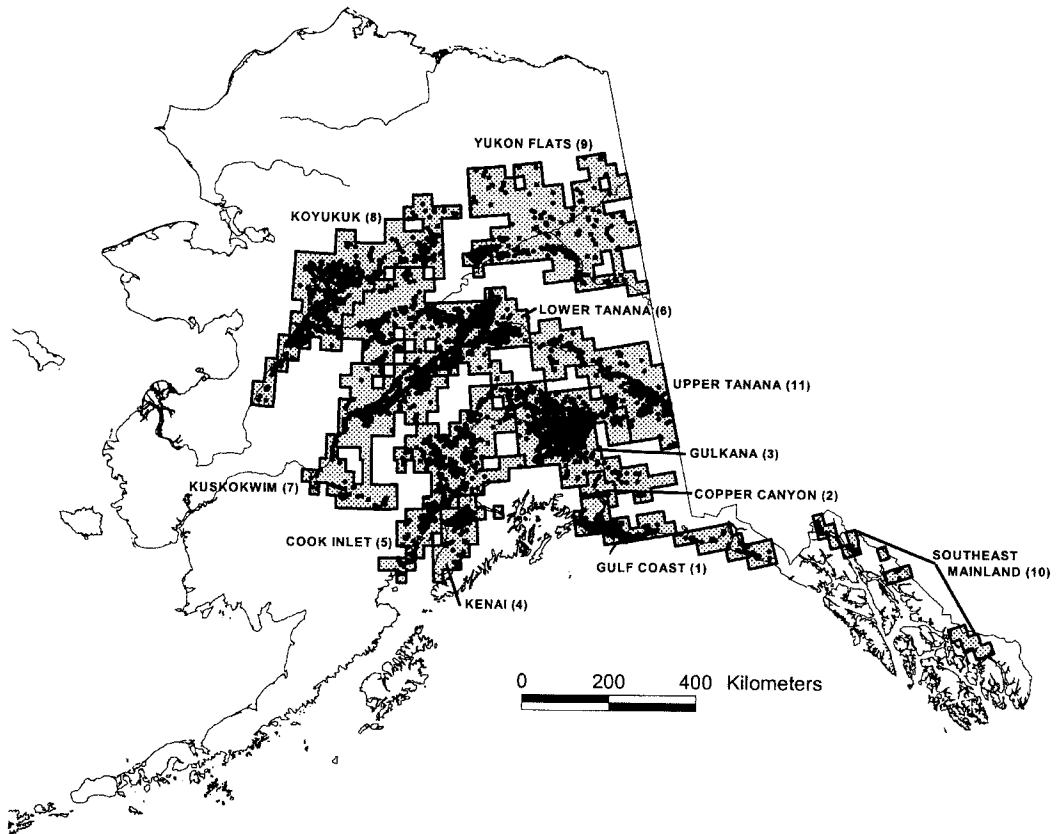 YUKON FLATS (9)
KOYUKUK (8)
LOWER TANANA (6)
UPPER TANANA (11)
GULKANA (3)
KUSKOKWIM (7)
COPPER CANYON (2)
COOK INLET (5)
GULF COAST (1)
SOUTHEAST
MAINLAND (10)
KENAI (4)
0 200 400 Kilometers